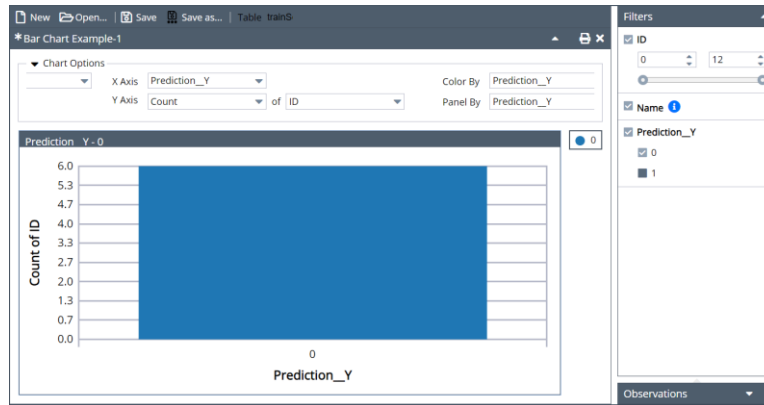 New Open... Save Save as... Table trainS
*Bar Chart Example-1
Chart Options
X Axis Prediction__Y Color By Prediction__Y
Y Axis Count of ID Panel By Prediction__Y
Prediction Y - 0
0
6.0
5.3
4.7
4.0
3.3
2.7
2.0
1.3
0.7
0.0
Count of ID
0
Prediction__Y
Filters
ID
0 12
Name
Prediction__Y
0
1
Observations